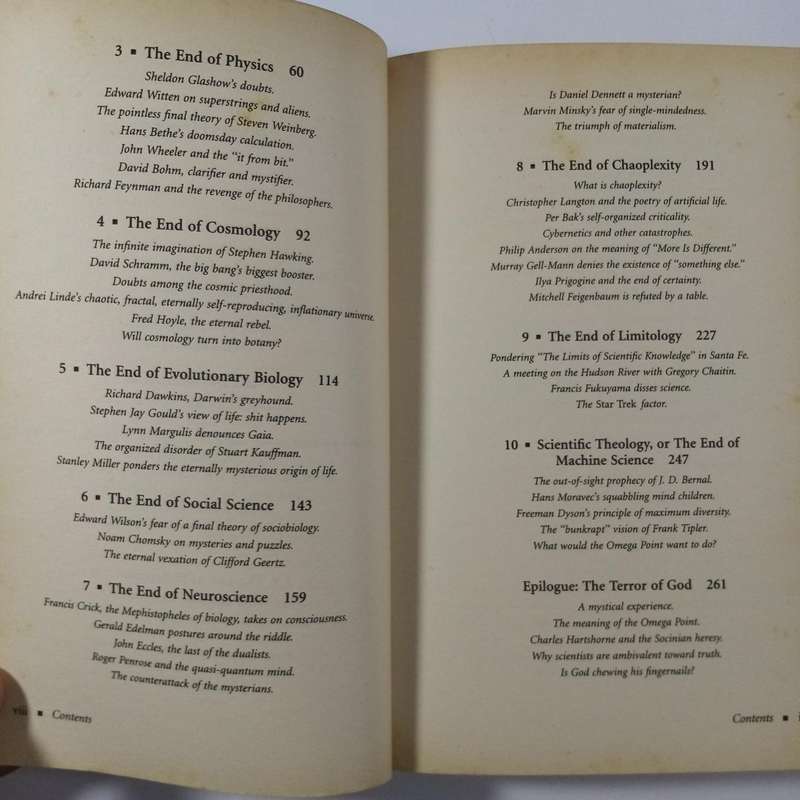 3 ▪ The End of Physics 60
Sheldon Glashow's doubts.
Edward Witten on superstrings and aliens.
The pointless final theory of Steven Weinberg.
Hans Bethe's doomsday calculation.
John Wheeler and the "it from bit."
David Bohm, clarifier and mystifier.
Richard Feynman and the revenge of the philosophers.
4 ▪ The End of Cosmology 92
The infinite imagination of Stephen Hawking.
David Schramm, the big bang's biggest booster.
Doubts among the cosmic priesthood.
Andrei Linde's chaotic, fractal, eternally self-reproducing, inflationary universe.
Fred Hoyle, the eternal rebel.
Will cosmology turn into botany?
5 ▪ The End of Evolutionary Biology 114
Richard Dawkins, Darwin's greyhound.
Stephen Jay Gould's view of life: shit happens.
Lynn Margulis denounces Gaia.
The organized disorder of Stuart Kauffman.
Stanley Miller ponders the eternally mysterious origin of life.
6 ▪ The End of Social Science 143
Edward Wilson's fear of a final theory of sociobiology.
Noam Chomsky on mysteries and puzzles.
The eternal vexation of Clifford Geertz.
7 ▪ The End of Neuroscience 159
Francis Crick, the Mephistopheles of biology, takes on consciousness.
Gerald Edelman postures around the riddle.
John Eccles, the last of the dualists.
Roger Penrose and the quasi-quantum mind.
The counterattack of the mysterians.
viii ▪ Contents
Is Daniel Dennett a mysterian?
Marvin Minsky's fear of single-mindedness.
The triumph of materialism.
8 ▪ The End of Chaoplexity 191
What is chaoplexity?
Christopher Langton and the poetry of artificial life.
Per Bak's self-organized criticality.
Cybernetics and other catastrophes.
Philip Anderson on the meaning of "More Is Different."
Murray Gell-Mann denies the existence of "something else."
Ilya Prigogine and the end of certainty.
Mitchell Feigenbaum is refuted by a table.
9 ▪ The End of Limitology 227
Pondering "The Limits of Scientific Knowledge" in Santa Fe.
A meeting on the Hudson River with Gregory Chaitin.
Francis Fukuyama disses science.
The Star Trek factor.
10 ▪ Scientific Theology, or The End of
Machine Science 247
The out-of-sight prophecy of J. D. Bernal.
Hans Moravec's squabbling mind children.
Freeman Dyson's principle of maximum diversity.
The "bunkrapt" vision of Frank Tipler.
What would the Omega Point want to do?
Epilogue: The Terror of God 261
A mystical experience.
The meaning of the Omega Point.
Charles Hartshorne and the Socinian heresy.
Why scientists are ambivalent toward truth.
Is God chewing his fingernails?
Contents ▪